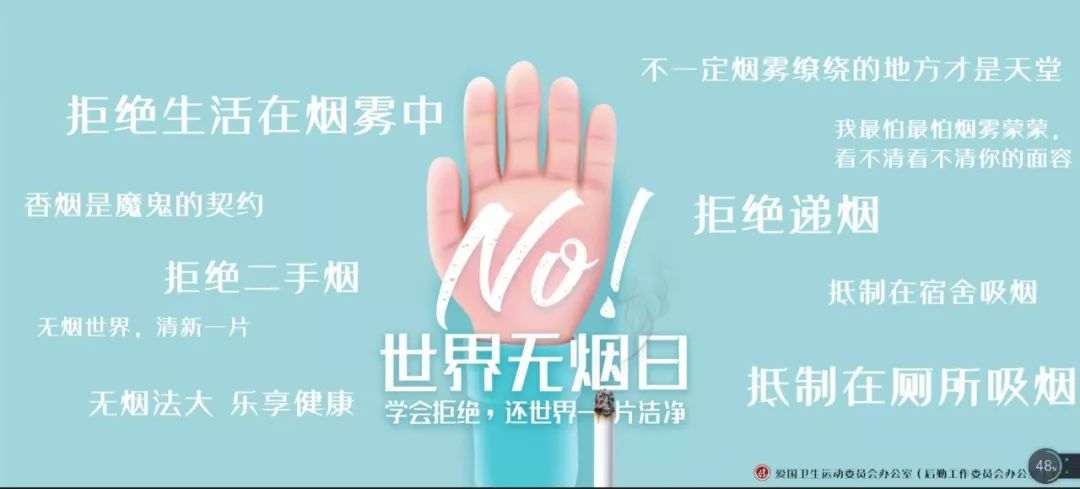 不一定烟雾缭绕的地方才是天堂
拒绝生活在烟雾中
我最怕最怕烟雾蒙蒙,
看不清看不清你的面容
香烟是魔鬼的契约
拒绝递烟
No!
拒绝二手烟
抵制在宿舍吸烟
无烟世界，清新一片
世界无烟日
抵制在厕所吸烟
无烟法大 乐享健康
学会拒绝，还世界一片洁净
爱国卫生运动委员会办公室（后勤工作委员会办公
48%